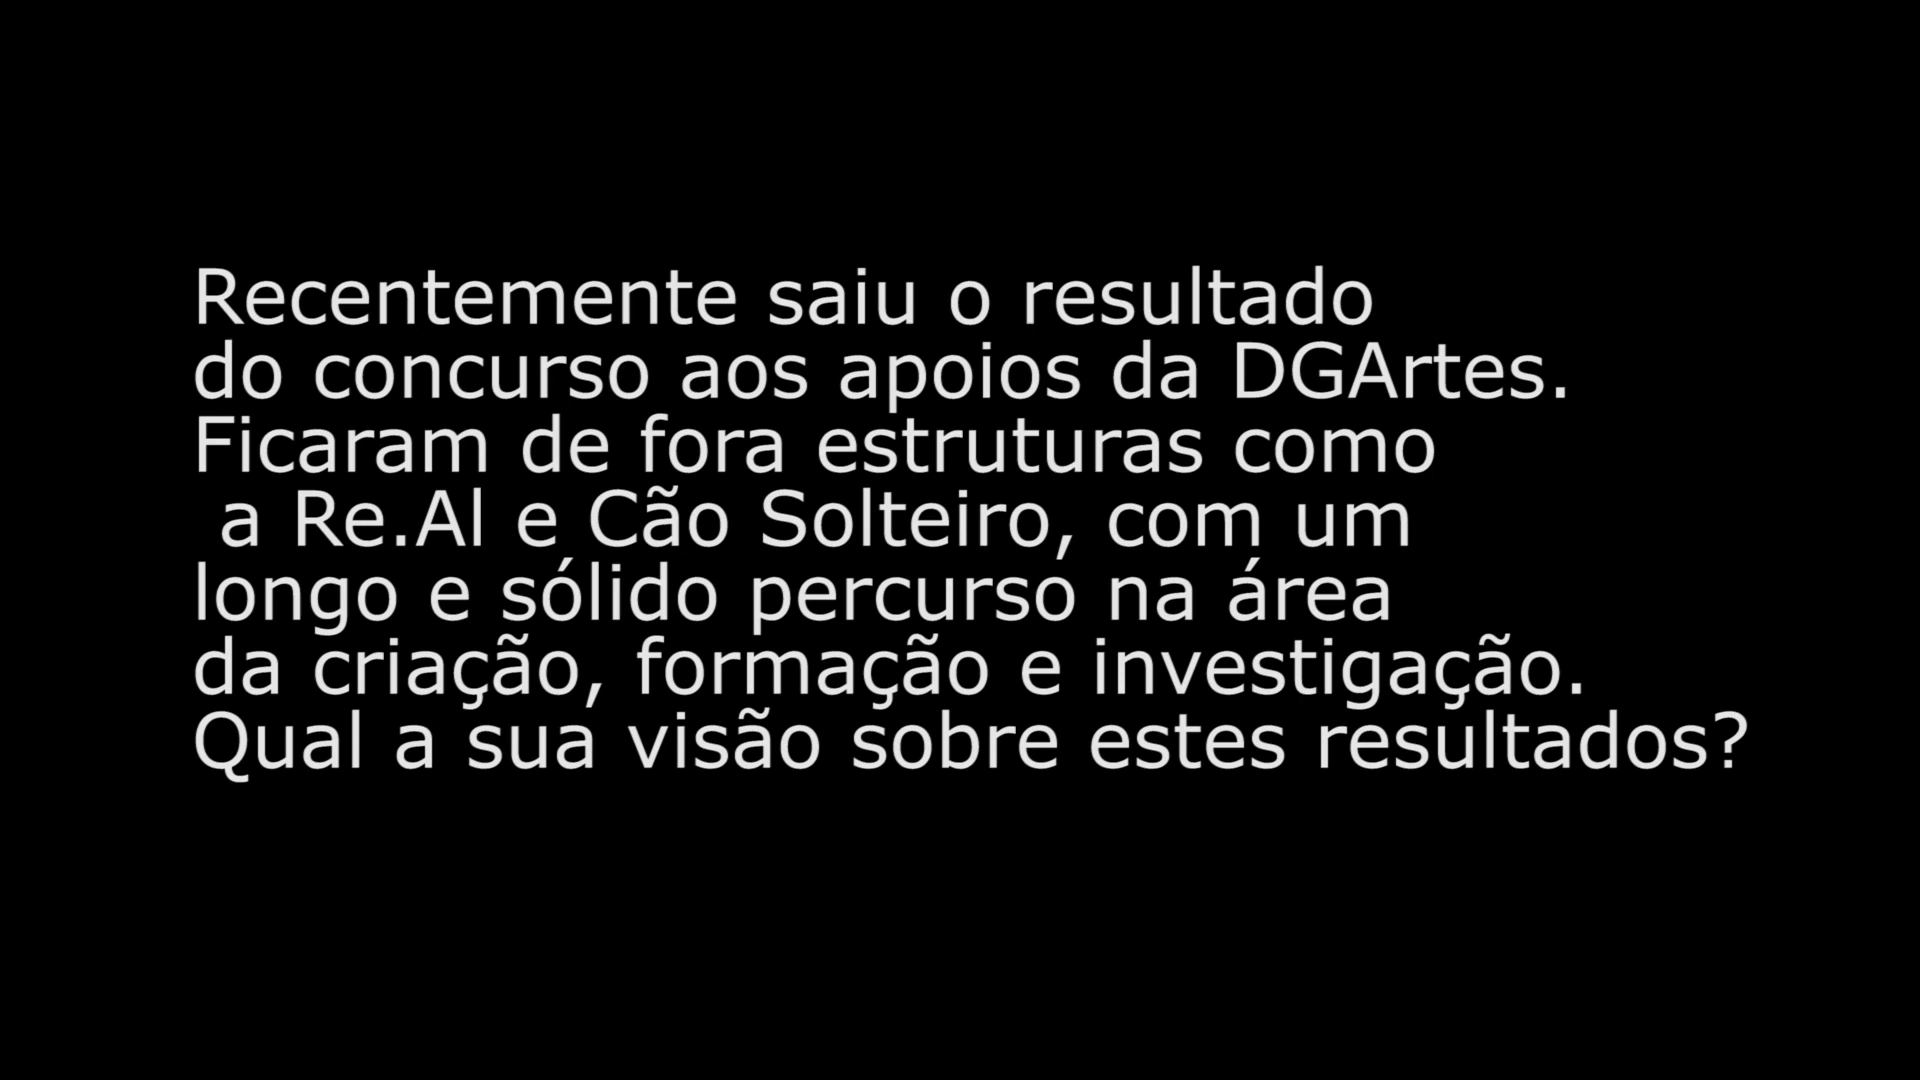 Recentemente saiu o resultado
do concurso aos apoios da DGArtes.
Ficaram de fora estruturas como
a Re.Al e Cão Solteiro, com um
longo e sólido percurso na área
da criação, formação e investigação.
Qual a sua visão sobre estes resultados?